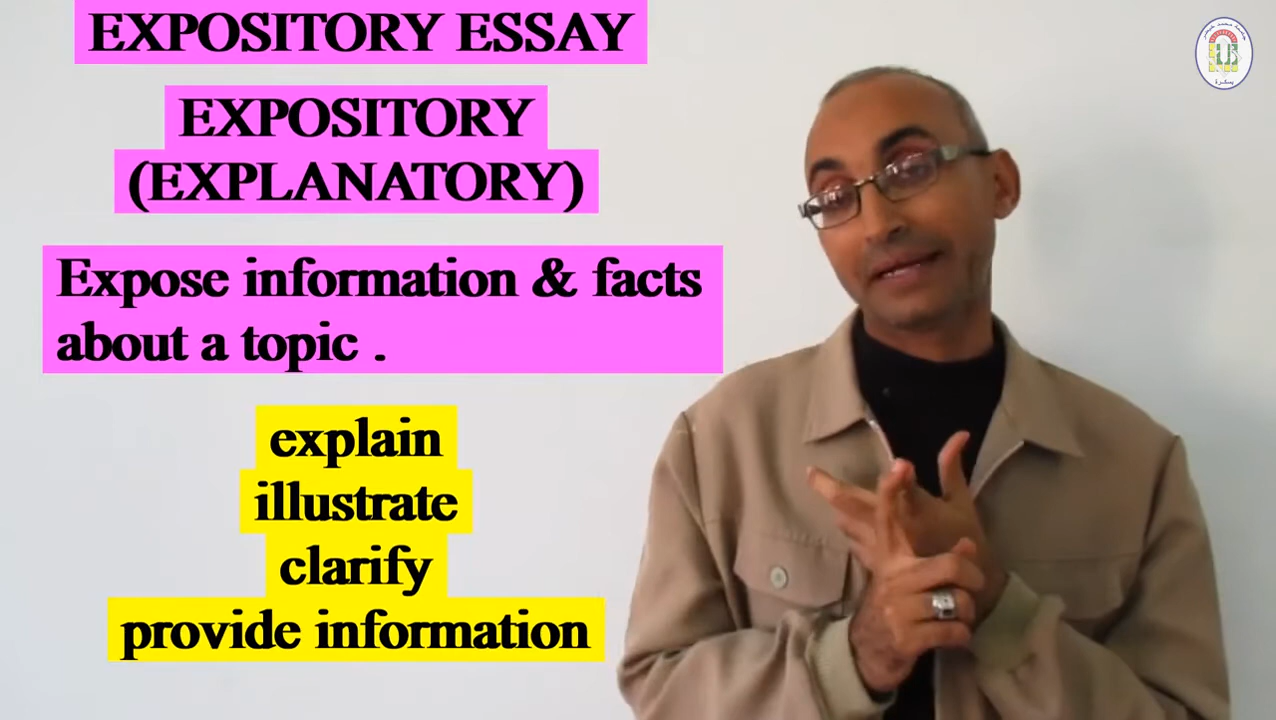 EXPOSITORY ESSAY
EXPOSITORY
(EXPLANATORY)
Expose information & facts
about a topic .
explain
illustrate
clarify
provide information